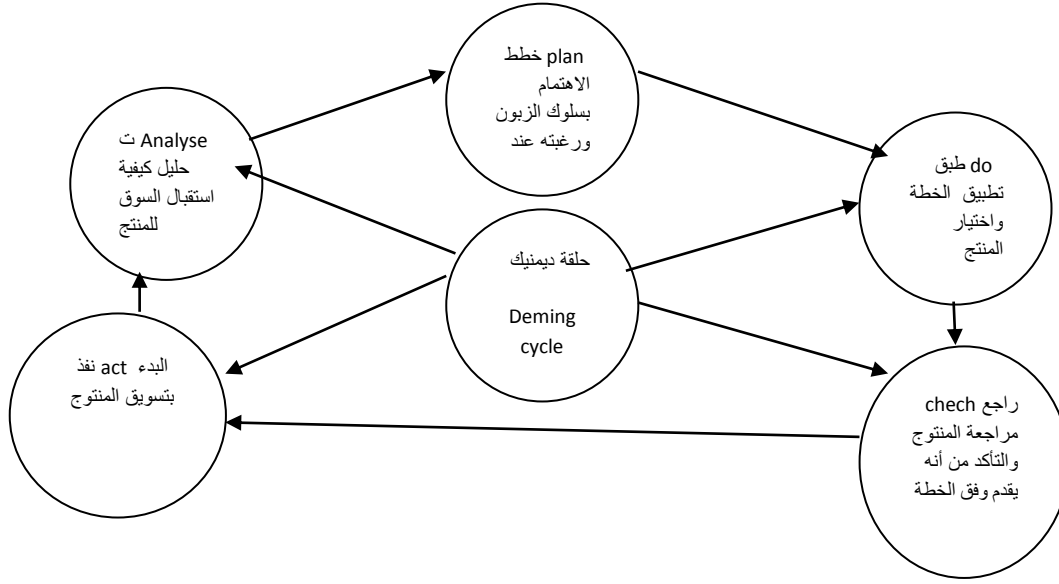 خطط plan
الاهتمام
بسلوك الزبون
ورغبته عند
ت Analyse
حليل كيفية
استقبال السوق
للمنتج
طبق do
تطبيق الخطة
واختيار
المنتج
حلقة ديمنيك
Deming
cycle
نفذ act البدء
بتسويق المنتوج
راجع chech
مراجعة المنتوج
والتأكد من أنه
يقدم وفق الخطة